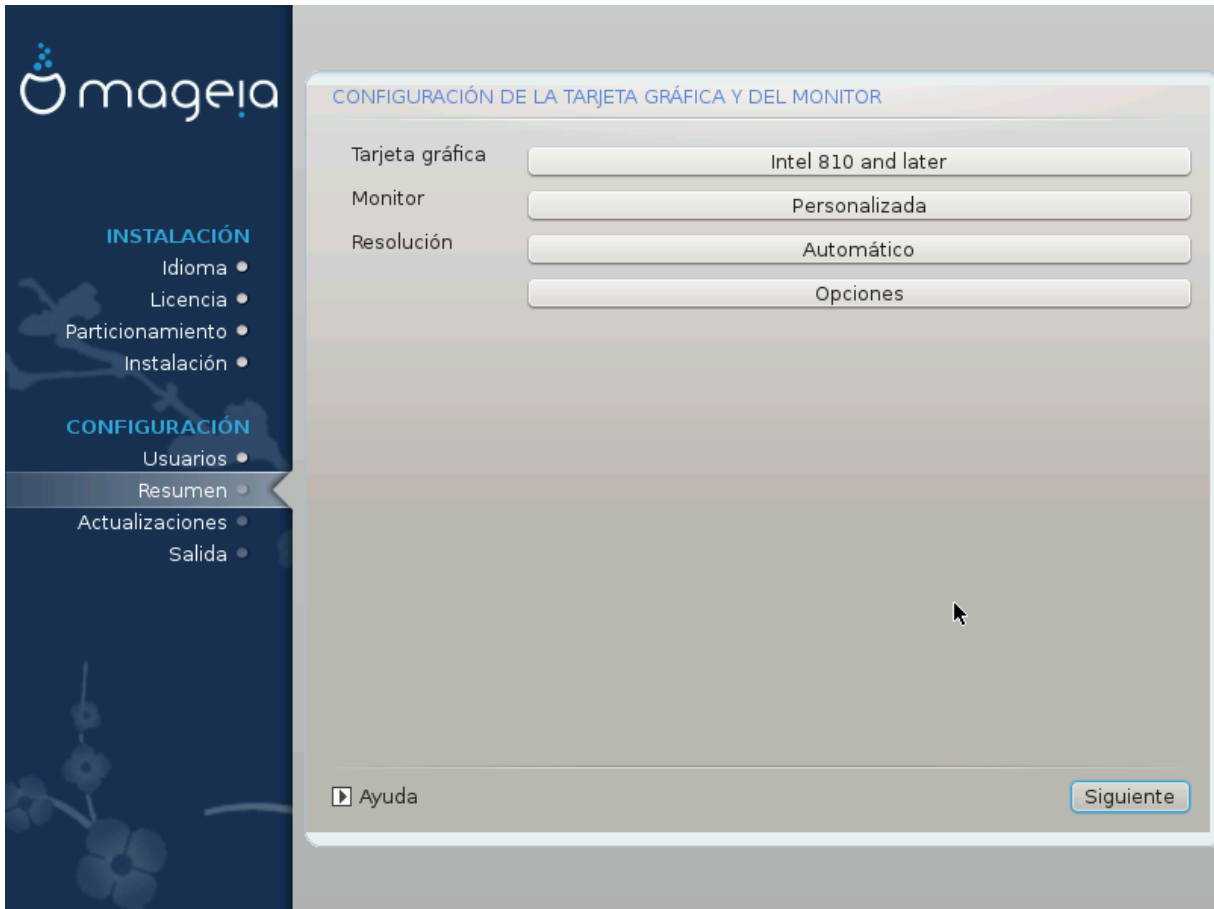 mageia
INSTALACIÓN
Idioma
Licencia
Particionamiento
Instalación
CONFIGURACIÓN
Usuarios
Resumen
Actualizaciones
Salida
CONFIGURACIÓN DE LA TARJETA GRÁFICA Y DEL MONITOR
Tarjeta gráfica Intel 810 and later
Monitor Personalizada
Resolución Automático
Opciones
Ayuda Siguiente